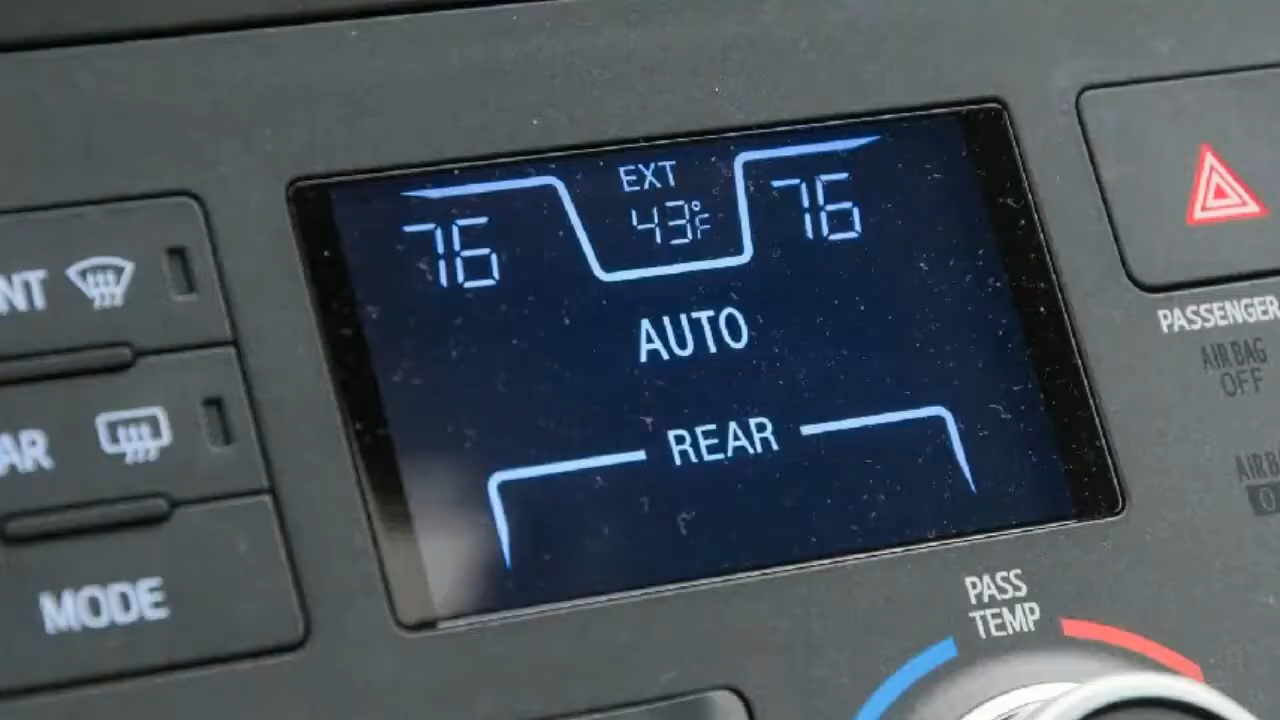 EXT
43°F
76
76
AUTO
REAR
NT
AR
MODE
PASSENGER
AIR BAG
OFF
PASS
TEMP